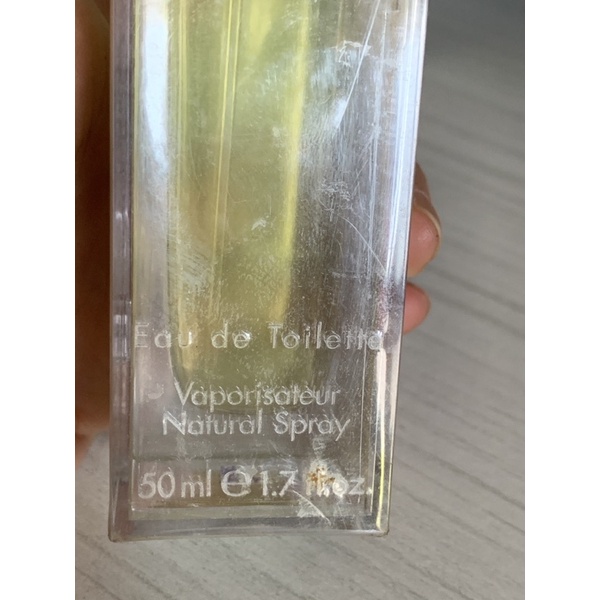 Eau de Toilette
Vaporisateur
Natural Spray
50 ml ℮ 1.7 fl.oz.